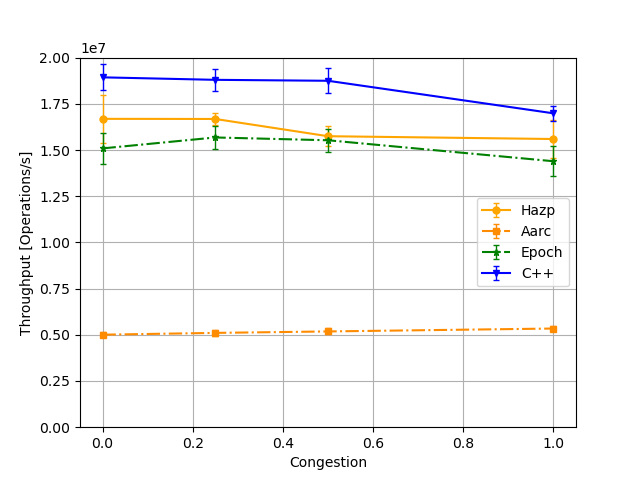 1e7
2.00
1.75
1.50
1.25
1.00
0.75
0.50
0.25
0.00
Throughput [Operations/s]
Hazp
Aarc
Epoch
C++
0.0 0.2 0.4 0.6 0.8 1.0
Congestion